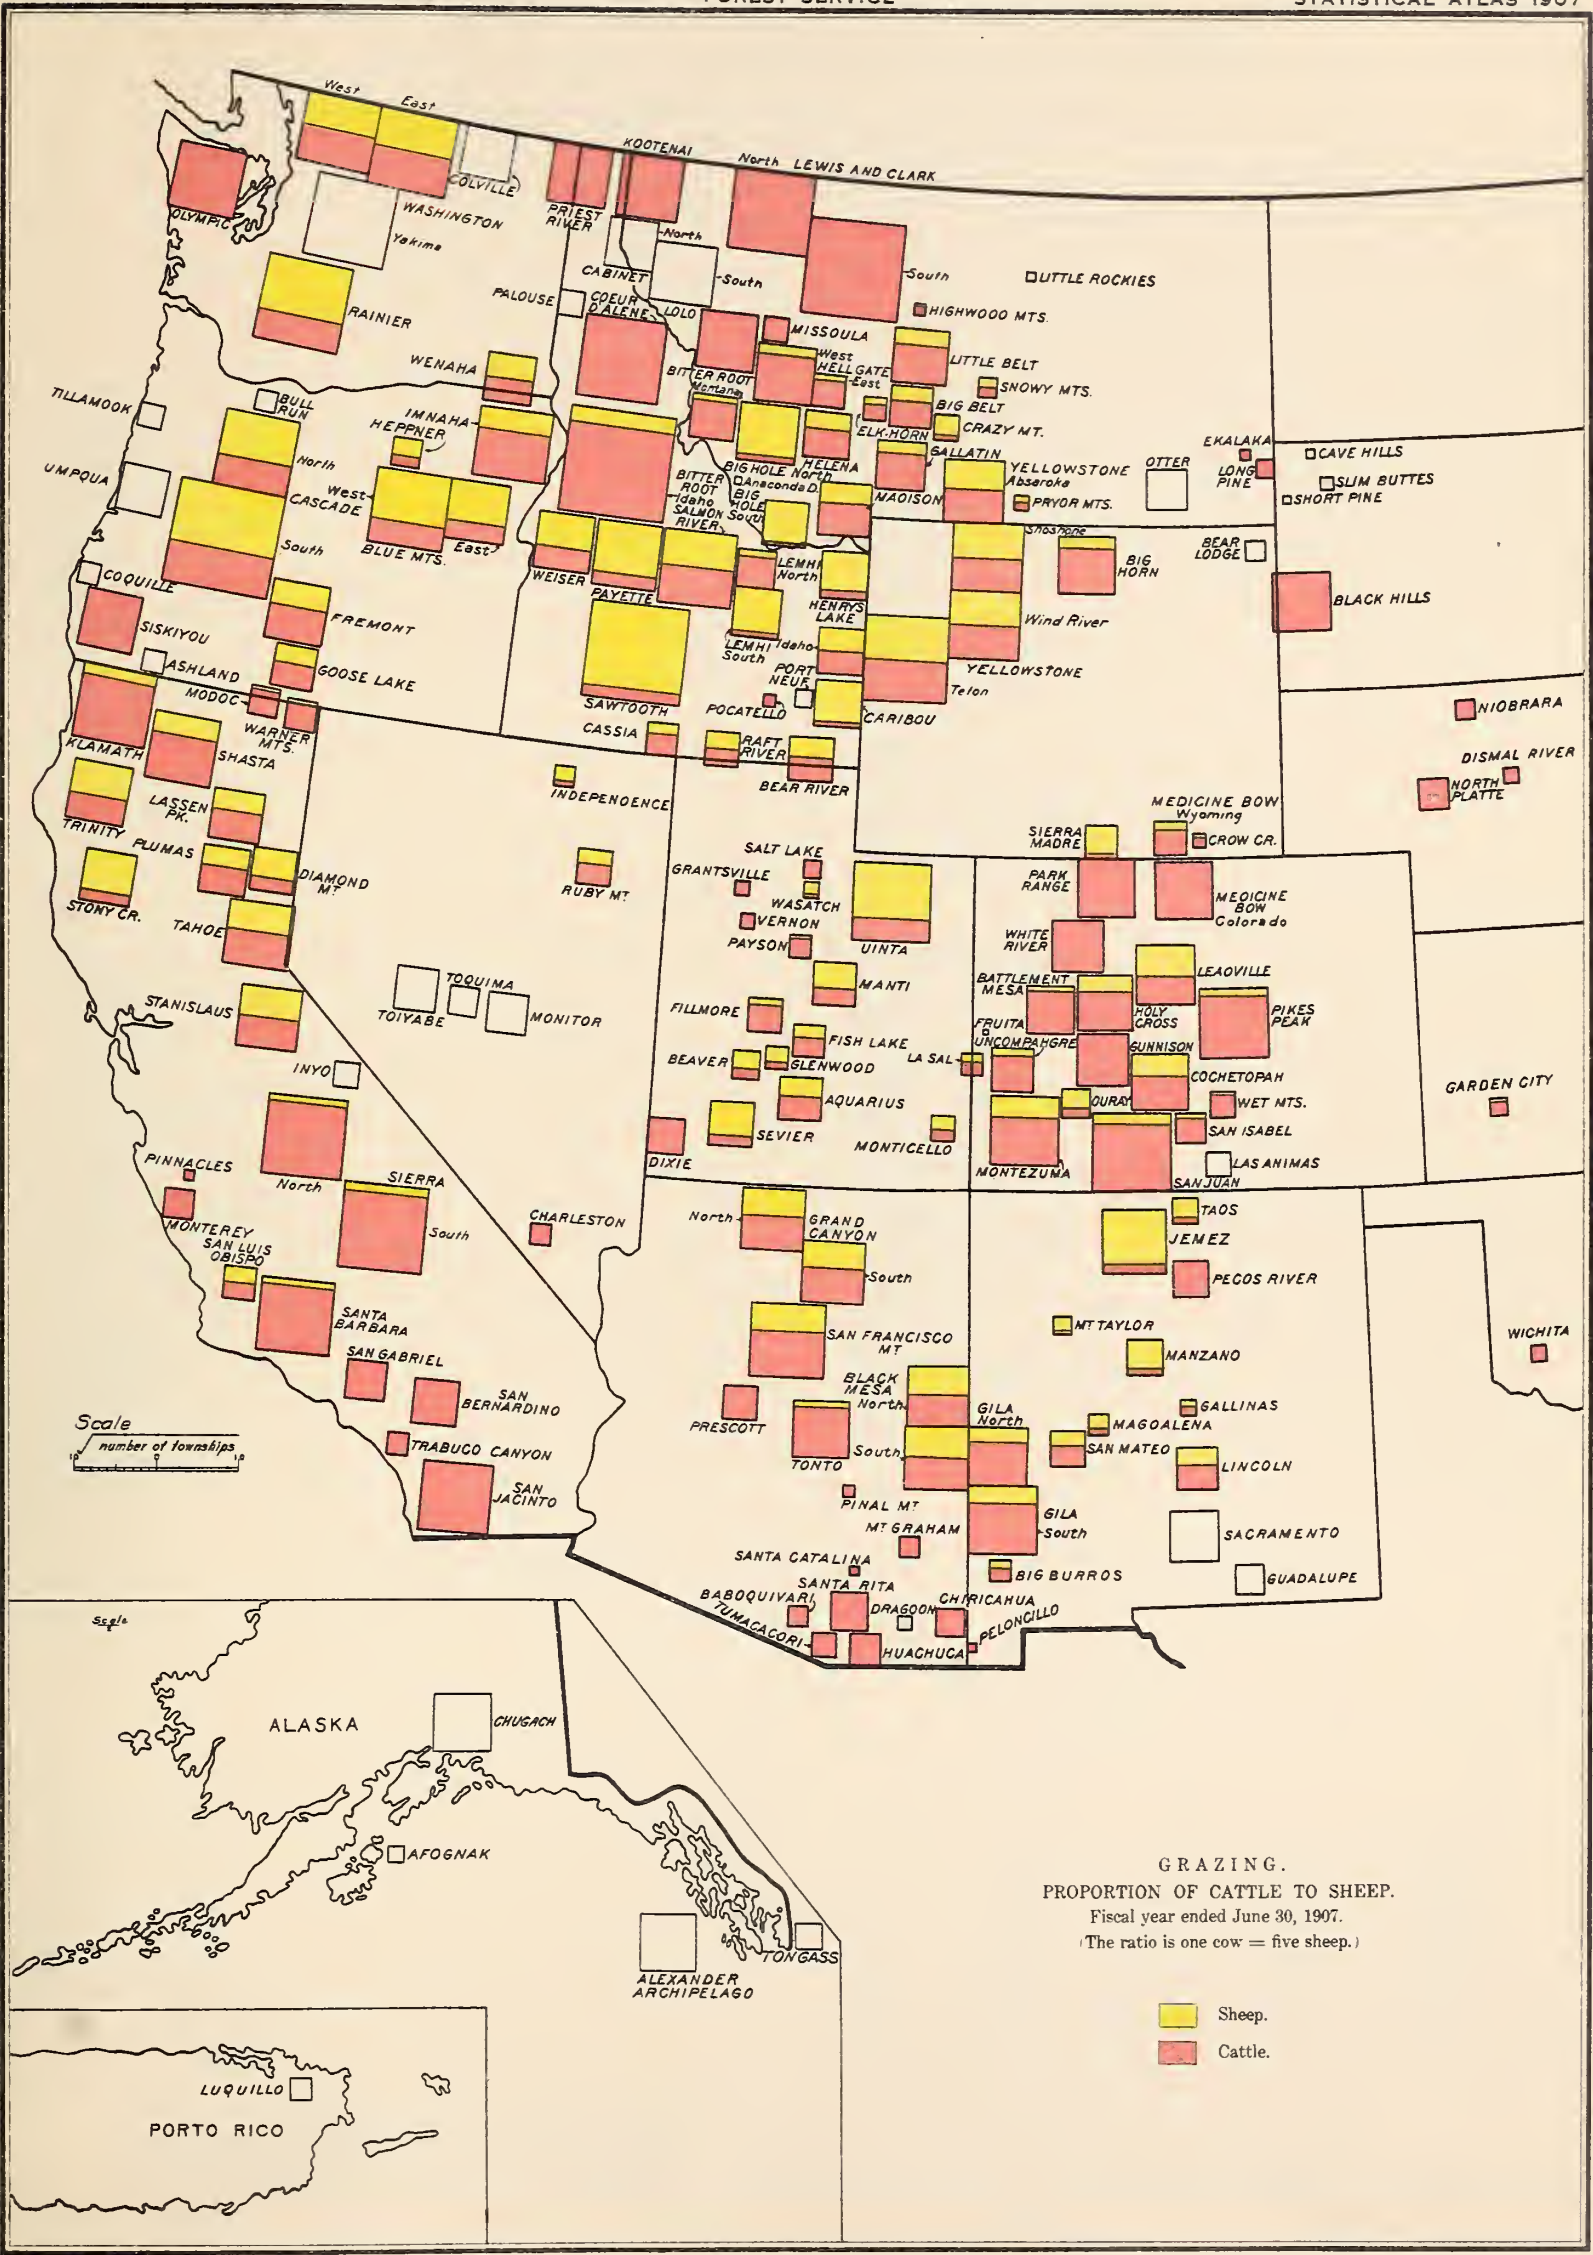 FOREST SERVICE
STATISTICAL ATLAS 1907
West
East
KOOTENAI
North
LEWIS AND CLARK
COLVILLE
OLYMPIC
WASHINGTON
PRIEST
RIVER
Yakima
North
CABINET
South
South
LITTLE ROCKIES
PALOUSE
COEUR
D'ALENE
LOLO
HIGHWOOD MTS.
RAINIER
MISSOULA
WENAHA
West
HELLGATE
East
LITTLE BELT
BITTER ROOT
Montana
SNOWY MTS.
TILLAMOOK
BULL
RUN
IMNAHA
HEPPNER
BIG BELT
ELK-HORN
CRAZY MT.
EKALAKA
LONG
PINE
CAVE HILLS
SLIM BUTTES
SHORT PINE
UMPQUA
North
CASCADE
South
West
BLUE MTS.
East
BITTER
ROOT
Idaho
SALMON
RIVER
BIG HOLE North
Anaconda D.
BIG
HOLE
South
HELENA
MADISON
GALLATIN
YELLOWSTONE
Absaroka
PRYOR MTS.
OTTER
Shoshone
BEAR
LODGE
BIG
HORN
COQUILLE
WEISER
PAYETTE
LEMHI
North
HENRYS
LAKE
BLACK HILLS
SISKIYOU
FREMONT
Wind River
ASHLAND
GOOSE LAKE
LEMHI
South
Idaho
PORT
NEUF
YELLOWSTONE
Teton
MODOC
WARNER
MTS.
SAWTOOTH
POCATELLO
CARIBOU
NIOBRARA
KLAMATH
SHASTA
CASSIA
RAFT
RIVER
BEAR RIVER
DISMAL RIVER
NORTH
PLATTE
INDEPENDENCE
TRINITY
LASSEN
PK.
MEDICINE BOW
Wyoming
SIERRA
MADRE
CROW CR.
PLUMAS
DIAMOND
MT
RUBY MT
SALT LAKE
GRANTSVILLE
WASATCH
PARK
RANGE
MEDICINE
BOW
Colorado
STONY CR.
TAHOE
VERNON
PAYSON
UINTA
WHITE
RIVER
TOQUIMA
TOIYABE
MONITOR
MANTI
BATTLEMENT
MESA
LEADVILLE
STANISLAUS
FILLMORE
FRUITA
HOLY
CROSS
PIKES
PEAK
INYO
BEAVER
FISH LAKE
GLENWOOD
LA SAL
UNCOMPAHGRE
GUNNISON
COCHETOPAH
AQUARIUS
OURAY
WET MTS.
GARDEN CITY
SEVIER
MONTICELLO
SAN ISABEL
DIXIE
MONTEZUMA
SAN JUAN
LAS ANIMAS
PINNACLES
North
SIERRA
South
MONTEREY
CHARLESTON
North
GRAND
CANYON
South
TAOS
JEMEZ
SAN LUIS
OBISPO
PECOS RIVER
SANTA
BARBARA
SAN FRANCISCO
MT
MT TAYLOR
MANZANO
WICHITA
SAN GABRIEL
BLACK
MESA
North
SAN
BERNARDINO
PRESCOTT
GILA
North
GALLINAS
MAGDALENA
Scale
√ number of townships
10
0
10
TRABUCO CANYON
TONTO
South
SAN MATEO
LINCOLN
SAN
JACINTO
PINAL MT
GILA
South
SACRAMENTO
MT GRAHAM
SANTA CATALINA
BIG BURROS
GUADALUPE
SANTA RITA
BABOQUIVARI
DRAGOON
CHIRICAHUA
TUMACACORI
HUACHUCA
PELONCILLO
Scale
ALASKA
CHUGACH
AFOGNAK
TONGASS
ALEXANDER
ARCHIPELAGO
GRAZING.
PROPORTION OF CATTLE TO SHEEP.
Fiscal year ended June 30, 1907.
(The ratio is one cow = five sheep.)
Sheep.
Cattle.
LUQUILLO
PORTO RICO